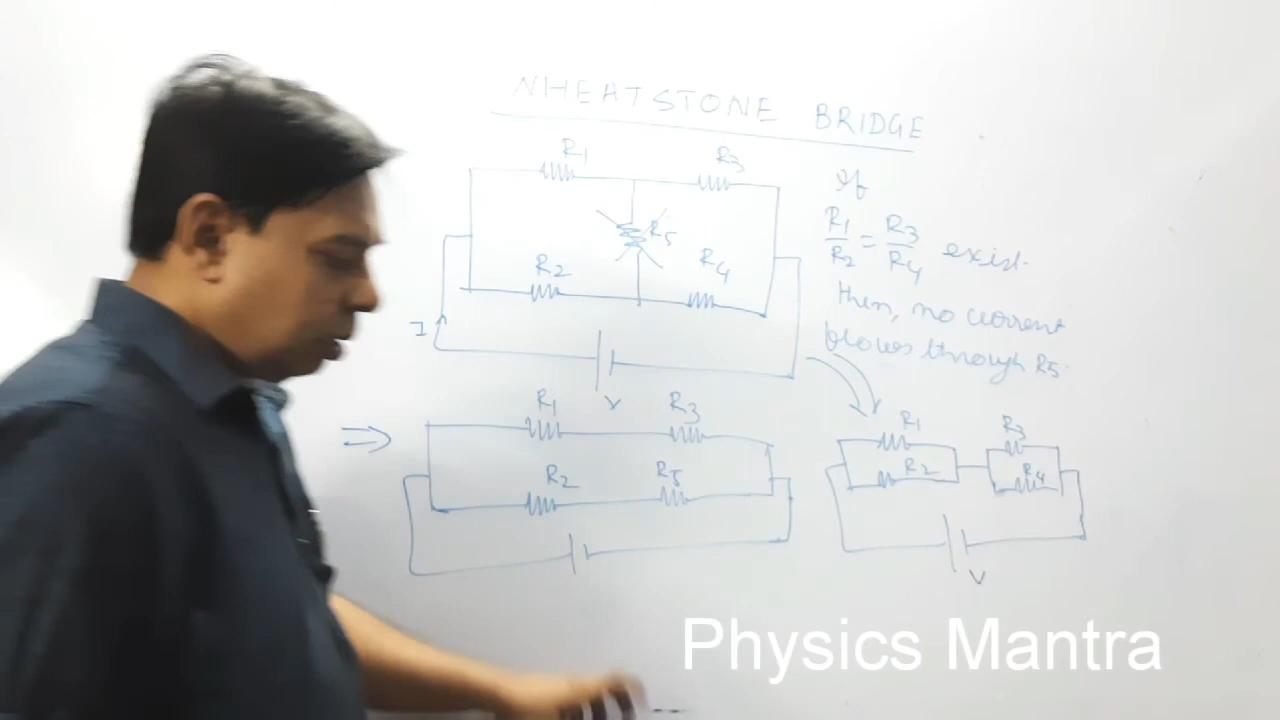 WHEATSTONE BRIDGE
R1
R3
R5
R2
R4
I
V
If
R1/R2 = R3/R4 exist.
then, no current
flows through R5.
R1
R3
R2
R5
R1
R3
R2
R4
V
Physics Mantra